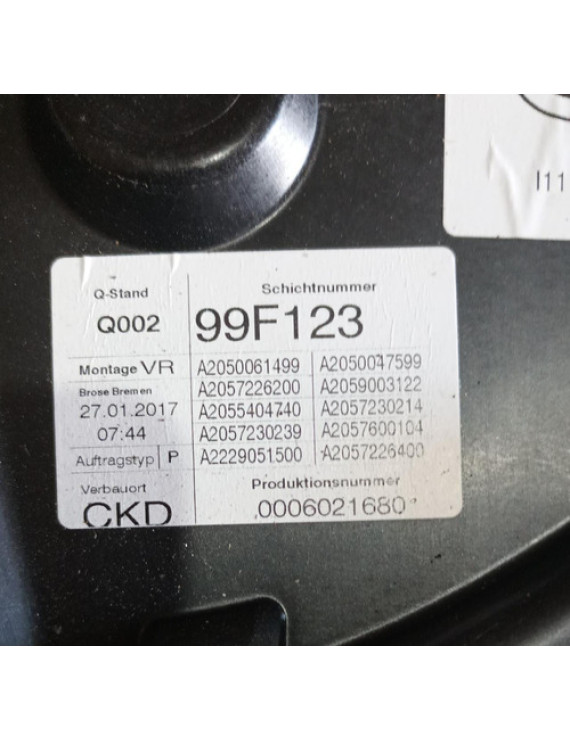 I11
Q-Stand Schichtnummer
Q002 99F123
Montage VR A2050061499 A2050047599
Brose Bremen A2057226200 A2059003122
27.01.2017 A2055404740 A2057230214
07:44 A2057230239 A2057600104
Auftragstyp P A2229051500 A2057226400
Verbauort Produktionsnummer
CKD 0006021680